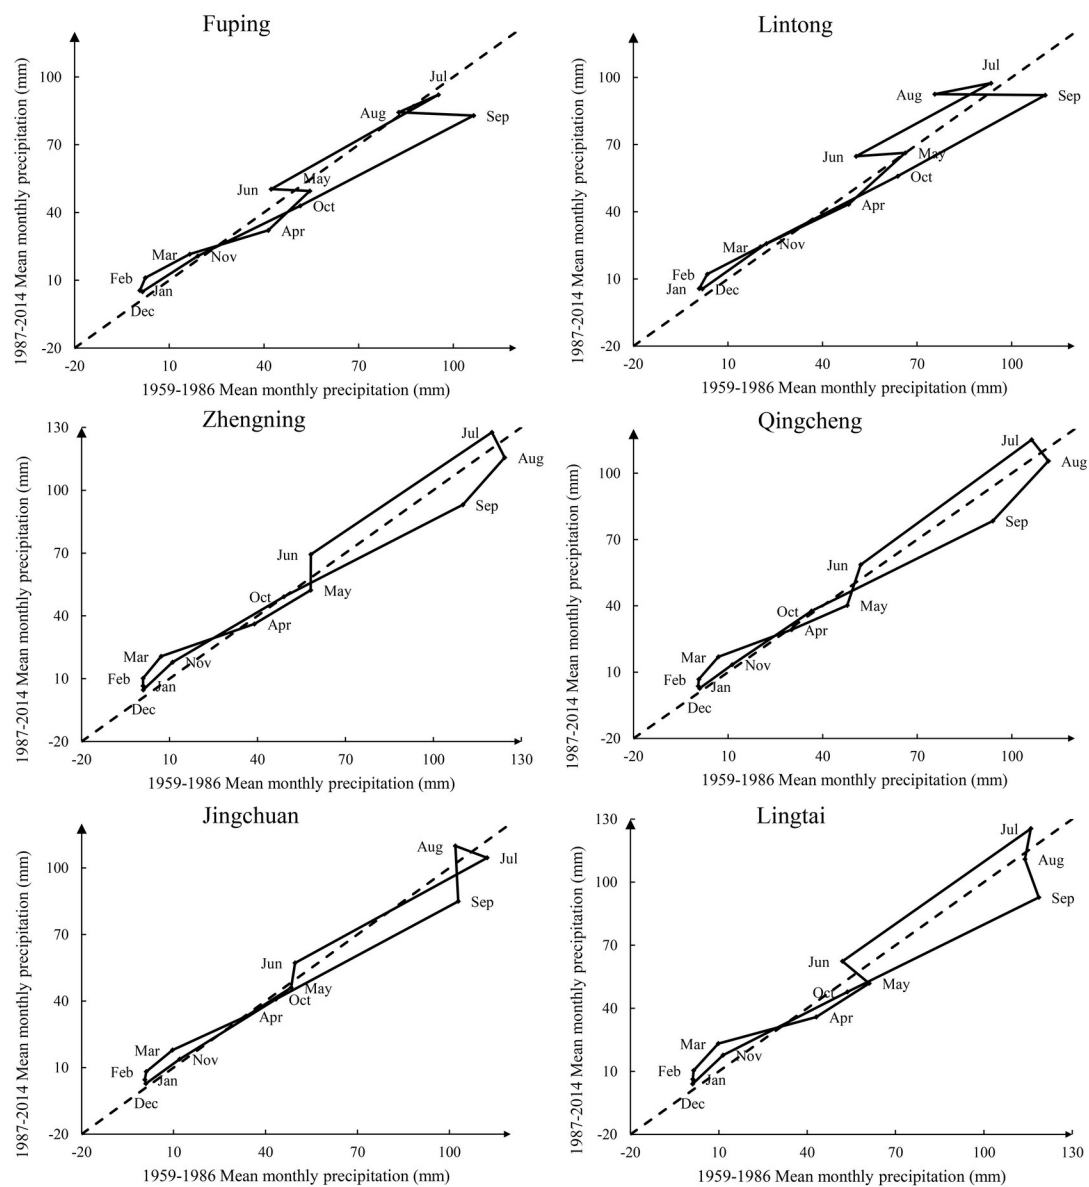 Fuping
1987-2014 Mean monthly precipitation (mm)
100
70
40
10
-20
Jul
Aug
Sep
May
Jun
Oct
Apr
Mar
Nov
Feb
Jan
Dec
-20 10 40 70 100
1959-1986 Mean monthly precipitation (mm)
Lintong
1987-2014 Mean monthly precipitation (mm)
100
70
40
10
-20
Jul
Aug
Sep
Jun
May
Oct
Apr
Mar
Nov
Feb
Jan
Dec
-20 10 40 70 100
1959-1986 Mean monthly precipitation (mm)
Zhengning
1987-2014 Mean monthly precipitation (mm)
130
100
70
40
10
-20
Jul
Aug
Sep
Jun
May
Oct
Apr
Mar
Nov
Feb
Jan
Dec
-20 10 40 70 100 130
1959-1986 Mean monthly precipitation (mm)
Qingcheng
1987-2014 Mean monthly precipitation (mm)
100
70
40
10
-20
Jul
Aug
Sep
Jun
May
Oct
Apr
Mar
Nov
Feb
Jan
Dec
-20 10 40 70 100
1959-1986 Mean monthly precipitation (mm)
Jingchuan
1987-2014 Mean monthly precipitation (mm)
100
70
40
10
-20
Aug
Jul
Sep
Jun
May
Oct
Apr
Mar
Nov
Feb
Jan
Dec
-20 10 40 70 100
1959-1986 Mean monthly precipitation (mm)
Lingtai
1987-2014 Mean monthly precipitation (mm)
130
100
70
40
10
-20
Jul
Aug
Sep
Jun
May
Oct
Apr
Mar
Nov
Feb
Jan
Dec
-20 10 40 70 100 130
1959-1986 Mean monthly precipitation (mm)